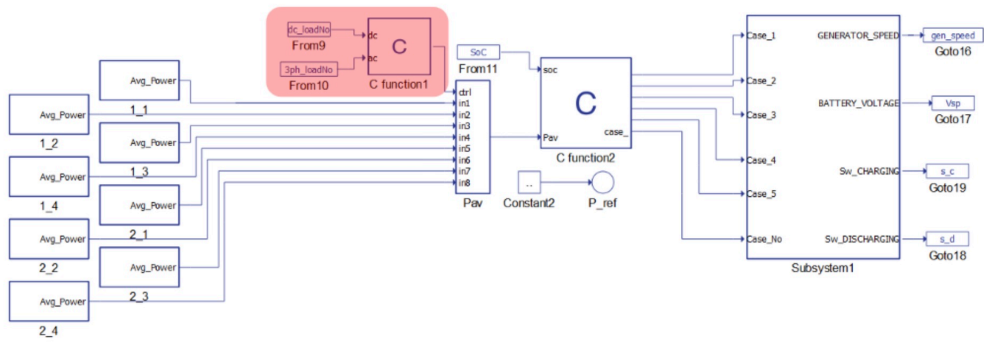 dc_loadNo
From9
3ph_loadNo
From10
dc
ac
C
C function1
Avg_Power
1_1
Avg_Power
1_2
Avg_Power
1_3
Avg_Power
1_4
Avg_Power
2_1
Avg_Power
2_2
Avg_Power
2_3
Avg_Power
2_4
ctrl
in1
in2
in3
in4
in5
in6
in7
in8
Pav
SoC
From11
soc
Pav
C
case_
C function2
..
Constant2
P_ref
Case_1
Case_2
Case_3
Case_4
Case_5
Case_No
GENERATOR_SPEED
BATTERY_VOLTAGE
Sw_CHARGING
Sw_DISCHARGING
Subsystem1
gen_speed
Goto16
Vsp
Goto17
s_c
Goto19
s_d
Goto18